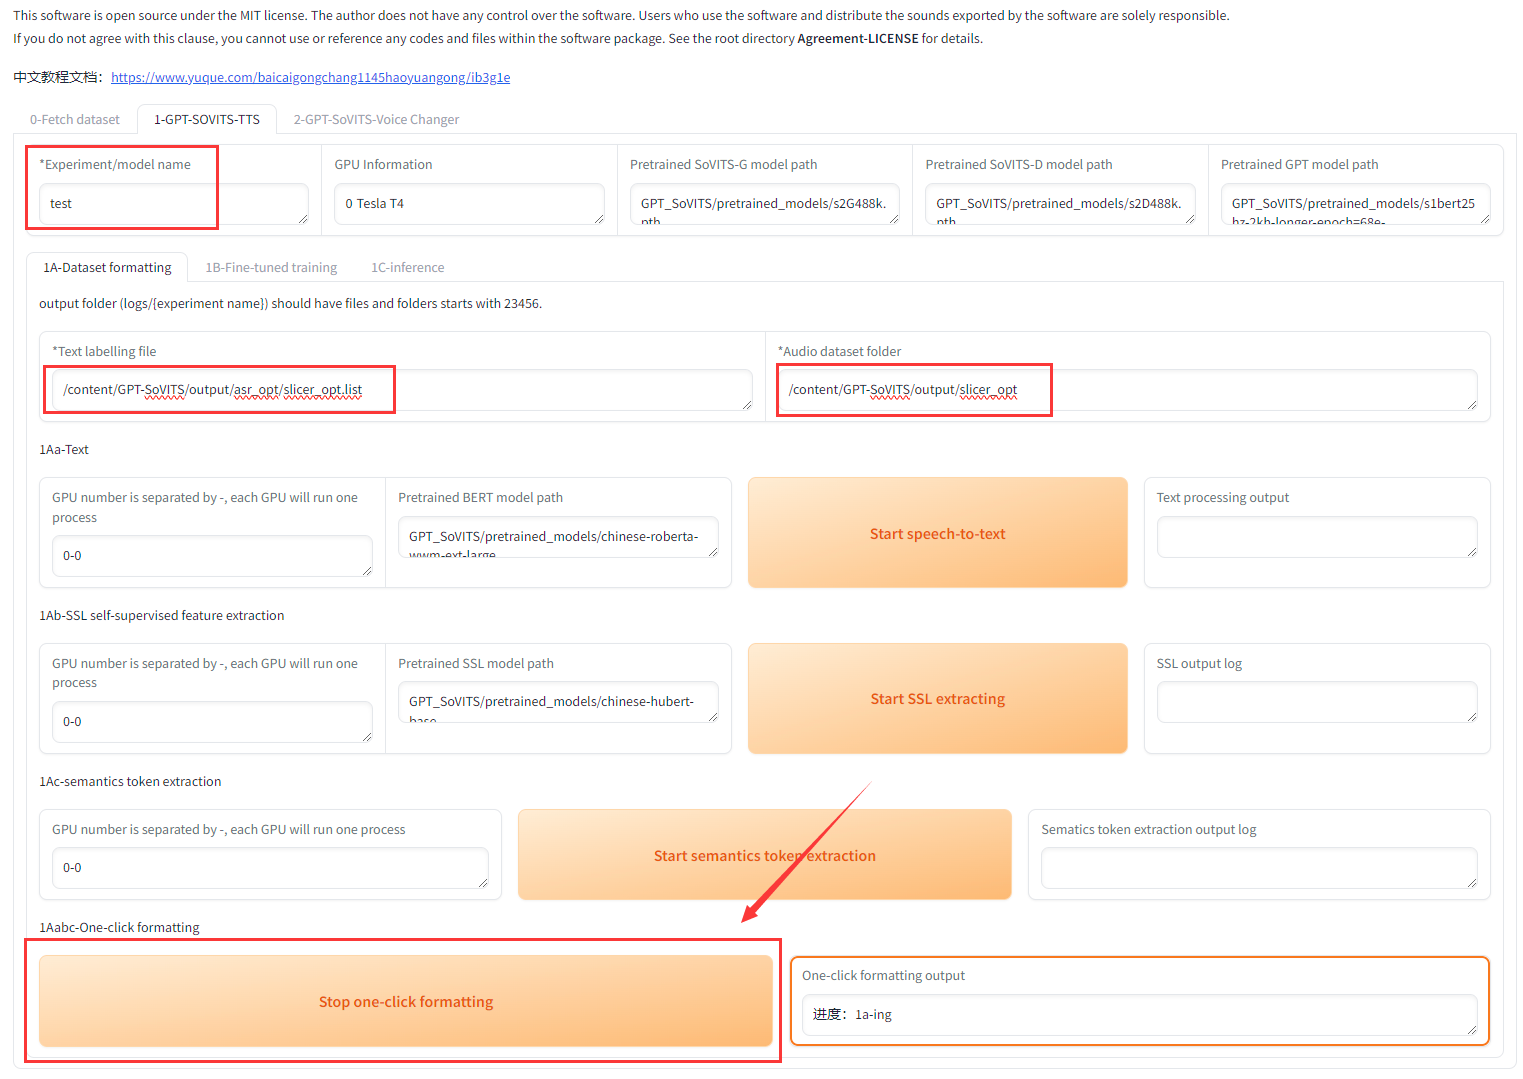 This software is open source under the MIT license. The author does not have any control over the software. Users who use the software and distribute the sounds exported by the software are solely responsible.
If you do not agree with this clause, you cannot use or reference any codes and files within the software package. See the root directory Agreement-LICENSE for details.
中文教程文档：https://www.yuque.com/baicaigongchang1145haoyuangong/ib3g1e
0-Fetch dataset
1-GPT-SOVITS-TTS
2-GPT-SoVITS-Voice Changer
*Experiment/model name
test
GPU Information
0 Tesla T4
Pretrained SoVITS-G model path
GPT_SoVITS/pretrained_models/s2G488k.
pth
Pretrained SoVITS-D model path
GPT_SoVITS/pretrained_models/s2D488k.
pth
Pretrained GPT model path
GPT_SoVITS/pretrained_models/s1bert25
hz-2kh-longer-epoch=68e-
1A-Dataset formatting
1B-Fine-tuned training
1C-inference
output folder (logs/{experiment name}) should have files and folders starts with 23456.
*Text labelling file
/content/GPT-SoVITS/output/asr_opt/slicer_opt.list
*Audio dataset folder
/content/GPT-SoVITS/output/slicer_opt
1Aa-Text
GPU number is separated by -, each GPU will run one
process
0-0
Pretrained BERT model path
GPT_SoVITS/pretrained_models/chinese-roberta-
wwm-ext-large
Start speech-to-text
Text processing output
1Ab-SSL self-supervised feature extraction
GPU number is separated by -, each GPU will run one
process
0-0
Pretrained SSL model path
GPT_SoVITS/pretrained_models/chinese-hubert-
base
Start SSL extracting
SSL output log
1Ac-semantics token extraction
GPU number is separated by -, each GPU will run one process
0-0
Start semantics token extraction
Sematics token extraction output log
1Aabc-One-click formatting
Stop one-click formatting
One-click formatting output
进度：1a-ing